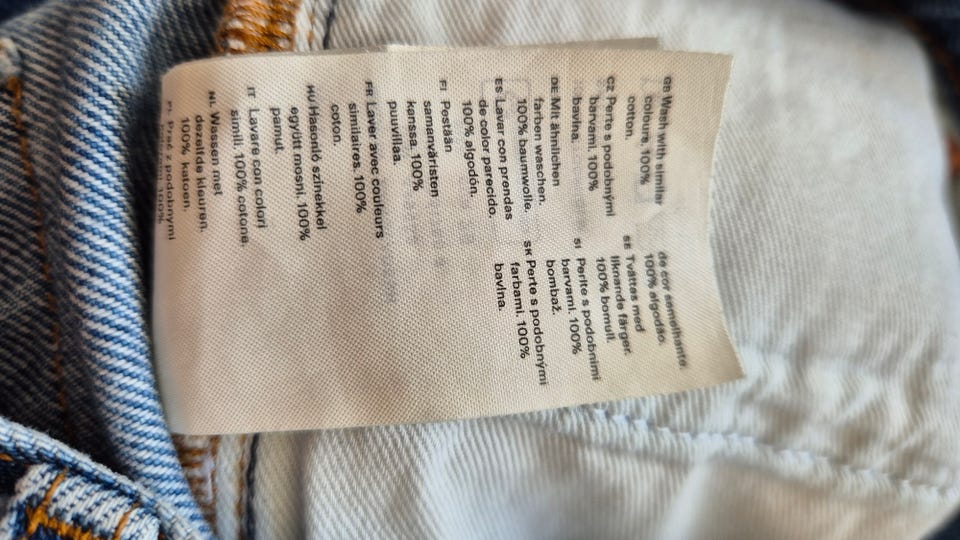 GB Wash with similar
colours. 100%
cotton.
CZ Perte s podobnými
barvami. 100%
bavlna.
DE Mit ähnlichen
farben waschen.
100% baumwolle.
ES Lavar con prendas
de color parecido.
100% algodón.
FI Pestään
samanväristen
kanssa. 100%
puuvillaa.
FR Laver avec couleurs
similaires. 100%
coton.
HU Hasonló színekkel
együtt mosni. 100%
pamut.
IT Lavare con colori
simili. 100% cotone.
NL Wassen met
dezelfde kleuren.
100% katoen.
PL Prać z podobnymi
100%
de cor semelhante.
100% algodão.
SE Tvättas med
liknande färger.
100% bomull.
SI Perite s podobnimi
barvami. 100%
bombaž.
SK Perte s podobnými
farbami. 100%
bavlna.